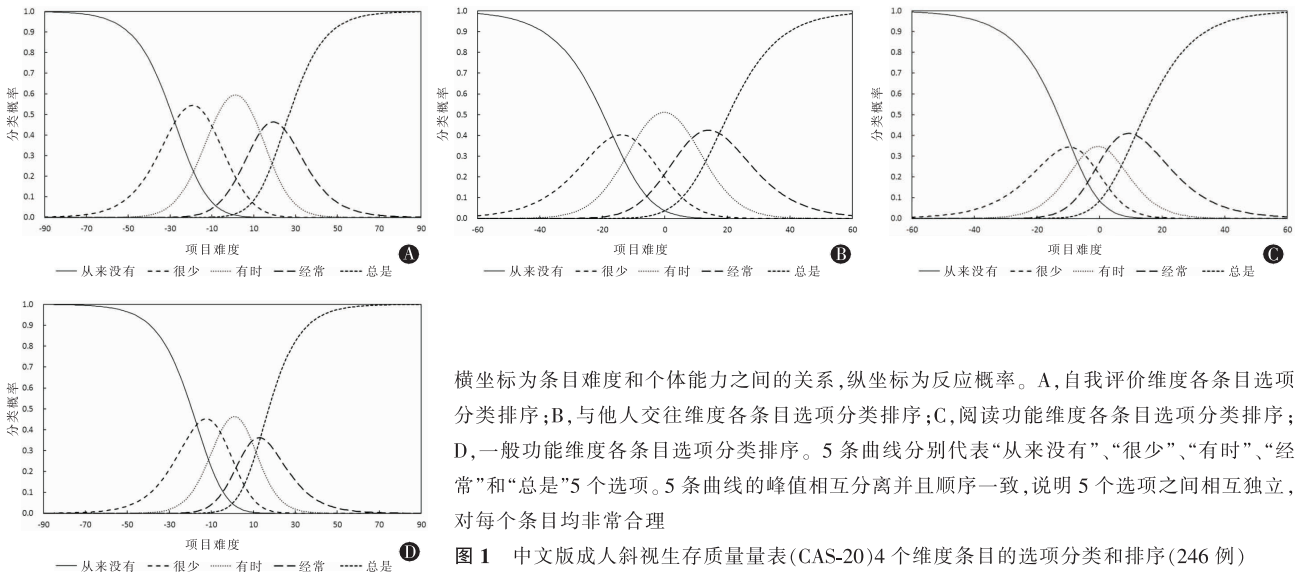 1.0
0.9
0.8
0.7
0.6
0.5
0.4
0.3
0.2
0.1
0.0
分类概率
-90 -70 -50 -30 -10 10 30 50 70 90
项目难度
A
从来没有 很少 有时 经常 总是
1.0
0.9
0.8
0.7
0.6
0.5
0.4
0.3
0.2
0.1
0.0
分类概率
-60 -40 -20 0 20 40 60
项目难度
B
从来没有 很少 有时 经常 总是
1.0
0.9
0.8
0.7
0.6
0.5
0.4
0.3
0.2
0.1
0.0
分类概率
-60 -40 -20 0 20 40 60
项目难度
C
从来没有 很少 有时 经常 总是
1.0
0.9
0.8
0.7
0.6
0.5
0.4
0.3
0.2
0.1
0.0
分类概率
-90 -70 -50 -30 -10 10 30 50 70 90
项目难度
D
从来没有 很少 有时 经常 总是
横坐标为条目难度和个体能力之间的关系,纵坐标为反应概率。A,自我评价维度各条目选项
分类排序;B,与他人交往维度各条目选项分类排序;C,阅读功能维度各条目选项分类排序;
D,一般功能维度各条目选项分类排序。5 条曲线分别代表“从来没有”、“很少”、“有时”、“经
常”和“总是”5 个选项。5 条曲线的峰值相互分离并且顺序一致,说明 5 个选项之间相互独立,
对每个条目均非常合理
图 1 中文版成人斜视生存质量量表(CAS-20)4 个维度条目的选项分类和排序(246 例)